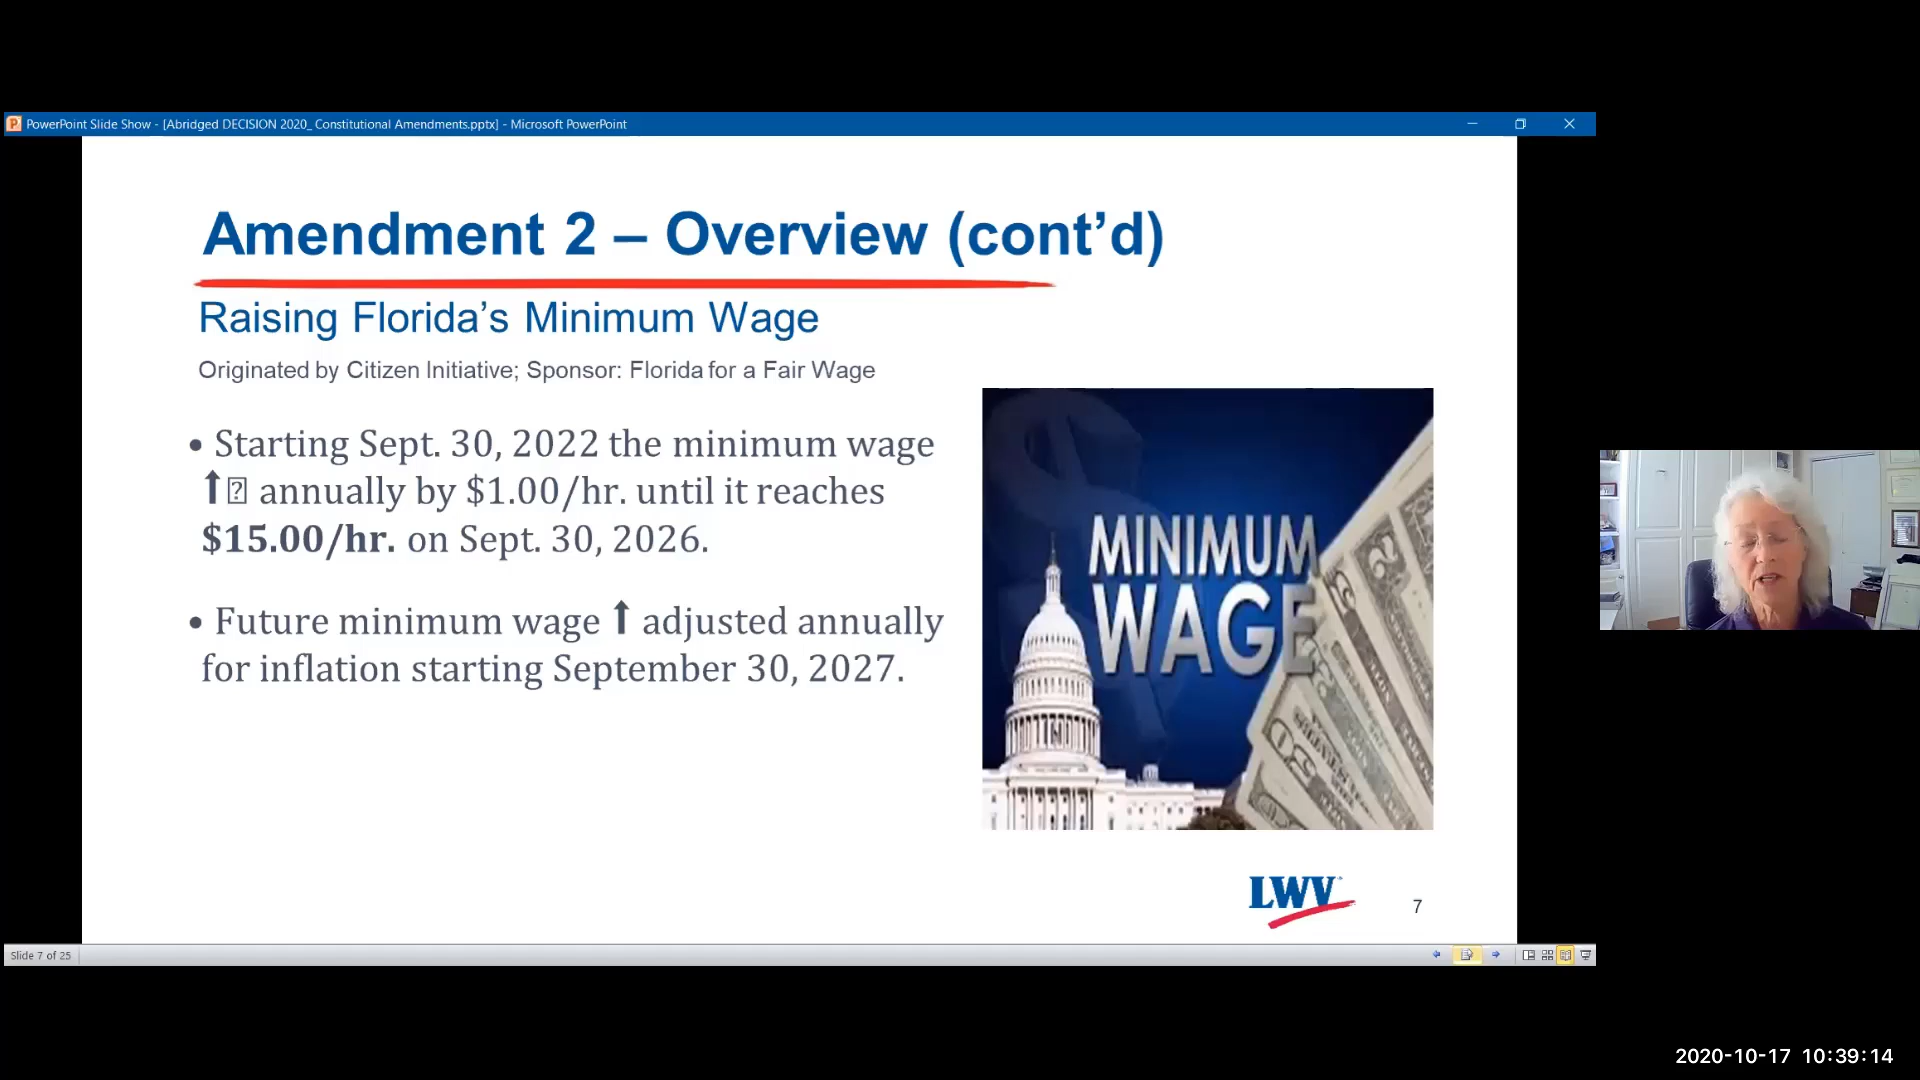 PowerPoint Slide Show - [Abridged DECISION 2020_ Constitutional Amendments.pptx] - Microsoft PowerPoint
Amendment 2 – Overview (cont’d)
Raising Florida’s Minimum Wage
Originated by Citizen Initiative; Sponsor: Florida for a Fair Wage
• Starting Sept. 30, 2022 the minimum wage
⬆⍰ annually by $1.00/hr. until it reaches
$15.00/hr. on Sept. 30, 2026.
• Future minimum wage ⬆ adjusted annually
for inflation starting September 30, 2027.
MINIMUM
WAGE
LWV
7
Slide 7 of 25
2020-10-17 10:39:14